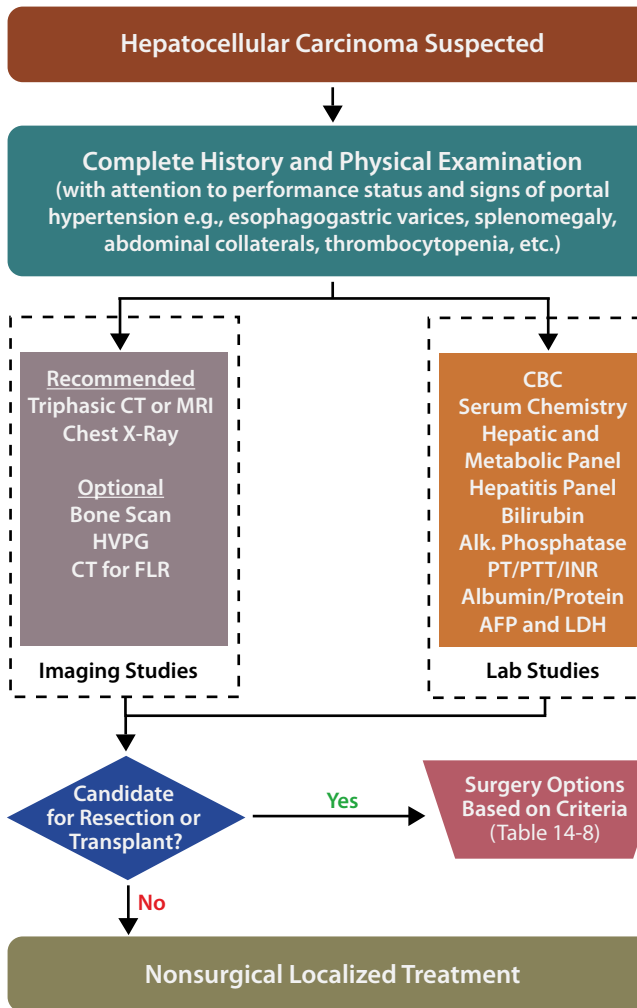 Hepatocellular Carcinoma Suspected
Complete History and Physical Examination
(with attention to performance status and signs of portal
hypertension e.g., esophagogastric varices, splenomegaly,
abdominal collaterals, thrombocytopenia, etc.)
Recommended
Triphasic CT or MRI
Chest X-Ray
Optional
Bone Scan
HVPG
CT for FLR
Imaging Studies
CBC
Serum Chemistry
Hepatic and
Metabolic Panel
Hepatitis Panel
Bilirubin
Alk. Phosphatase
PT/PTT/INR
Albumin/Protein
AFP and LDH
Lab Studies
Candidate
for Resection or
Transplant?
Yes
Surgery Options
Based on Criteria
(Table 14-8)
No
Nonsurgical Localized Treatment